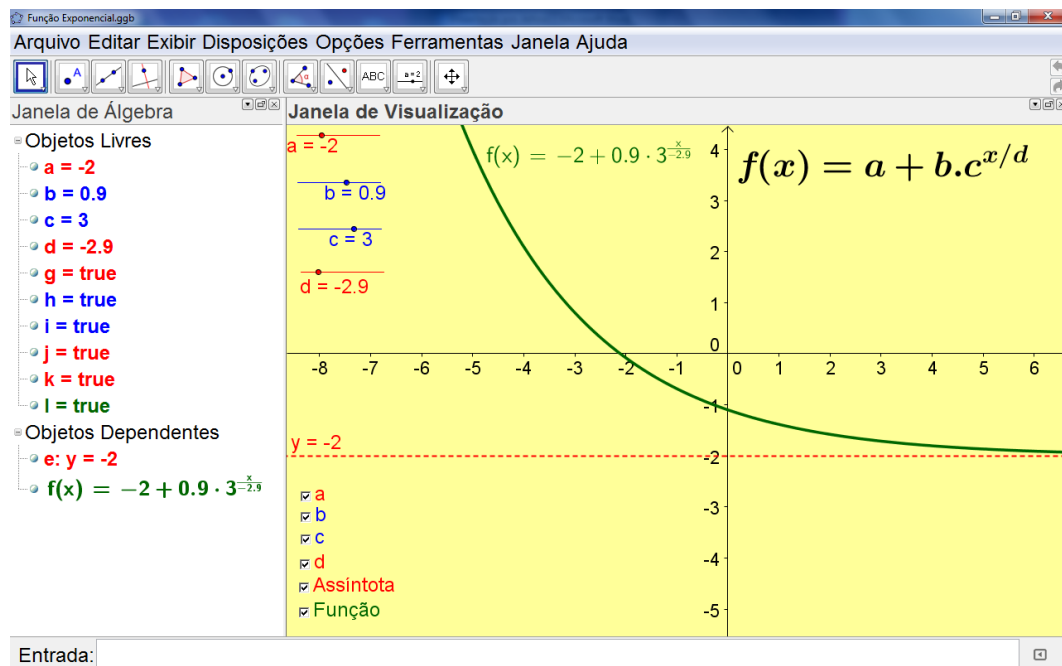 Função Exponencial.ggb
Arquivo Editar Exibir Disposições Opções Ferramentas Janela Ajuda
A
α
ABC
a=2
Janela de Álgebra
Objetos Livres
a = -2
b = 0.9
c = 3
d = -2.9
g = true
h = true
i = true
j = true
k = true
l = true
Objetos Dependentes
e: y = -2
f(x) = −2 + 0.9 · 3^(x/−2.9)
Janela de Visualização
a = -2
b = 0.9
c = 3
d = -2.9
f(x) = −2 + 0.9 · 3^(x/−2.9)
f(x) = a + b.c^{x/d}
4
3
2
1
0
-8 -7 -6 -5 -4 -3 -2 -1 0 1 2 3 4 5 6
-1
y = -2
-2
-3
-4
-5
a
b
c
d
Assíntota
Função
Entrada: